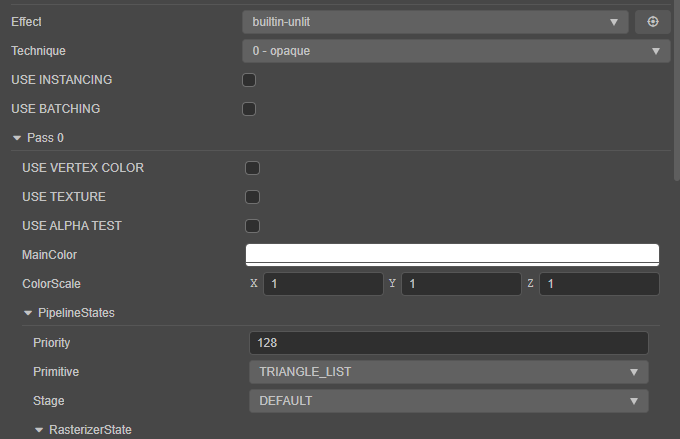 Effect builtin-unlit
Technique 0 - opaque
USE INSTANCING
USE BATCHING
Pass 0
USE VERTEX COLOR
USE TEXTURE
USE ALPHA TEST
MainColor
ColorScale X 1 Y 1 Z 1
PipelineStates
Priority 128
Primitive TRIANGLE_LIST
Stage DEFAULT
RasterizerState